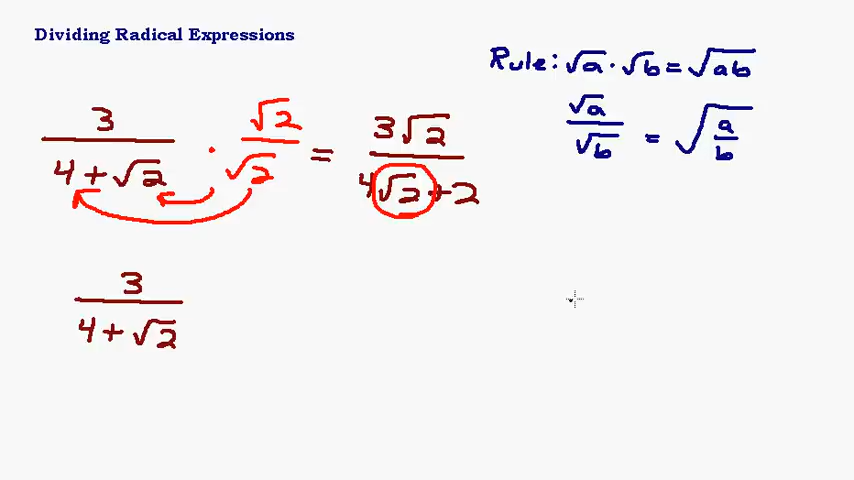 Dividing Radical Expressions
Rule: √a · √b = √ab
√a / √b = √(a/b)
3 / (4 + √2) · √2 / √2 = 3√2 / (4√2 + 2)
3 / (4 + √2)